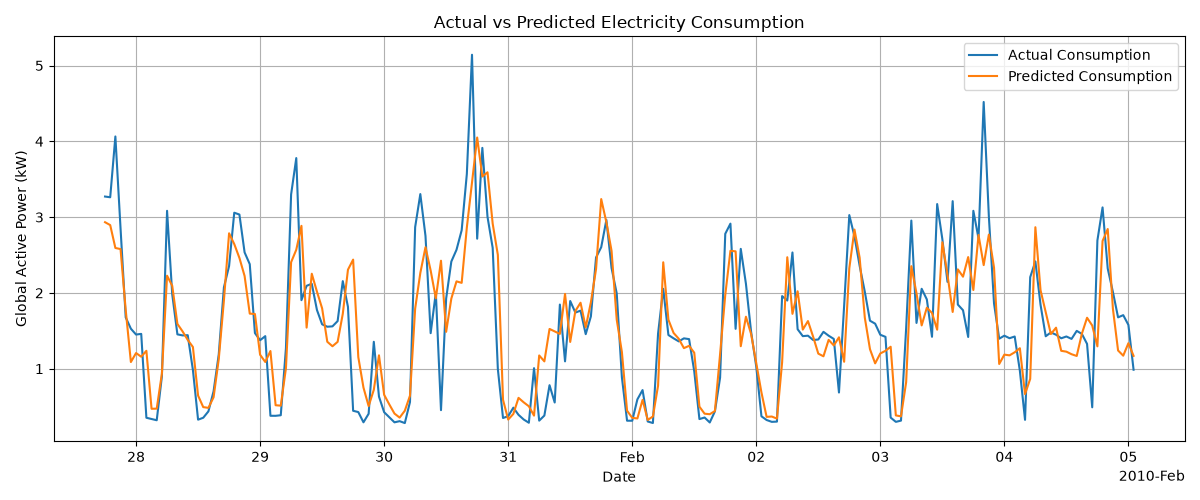 Actual vs Predicted Electricity Consumption
Actual Consumption
Predicted Consumption
Global Active Power (kW)
5
4
3
2
1
28 29 30 31 Feb 02 03 04 05
Date
2010-Feb